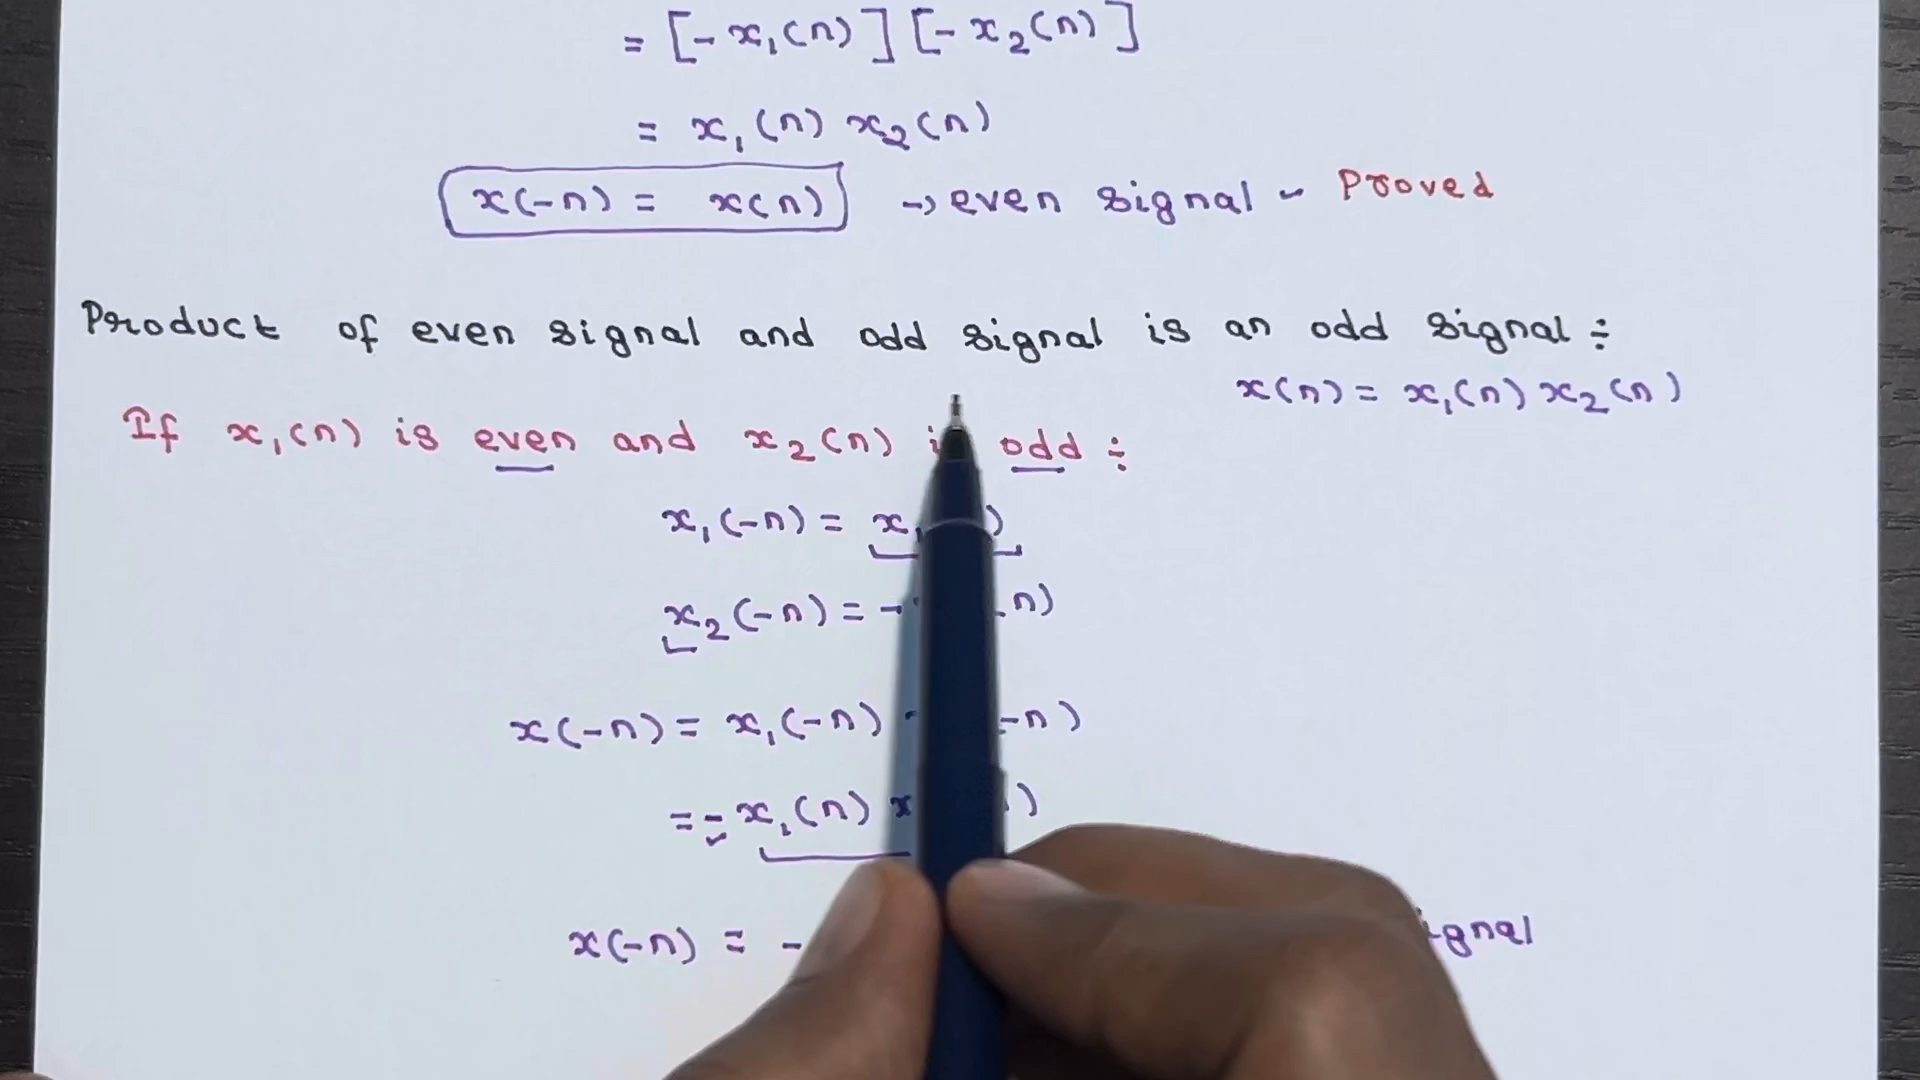 = [-x₁(n)] [-x₂(n)]
= x₁(n) x₂(n)
x(-n) = x(n) → even signal - Proved
Product of even signal and odd signal is an odd signal ÷
x(n) = x₁(n) x₂(n)
If x₁(n) is even and x₂(n) odd ÷
x₁(-n) =
x₂(-n) = - n)
x(-n) = x₁(-n) -n)
= - x₁(n) x )
x(-n) = -